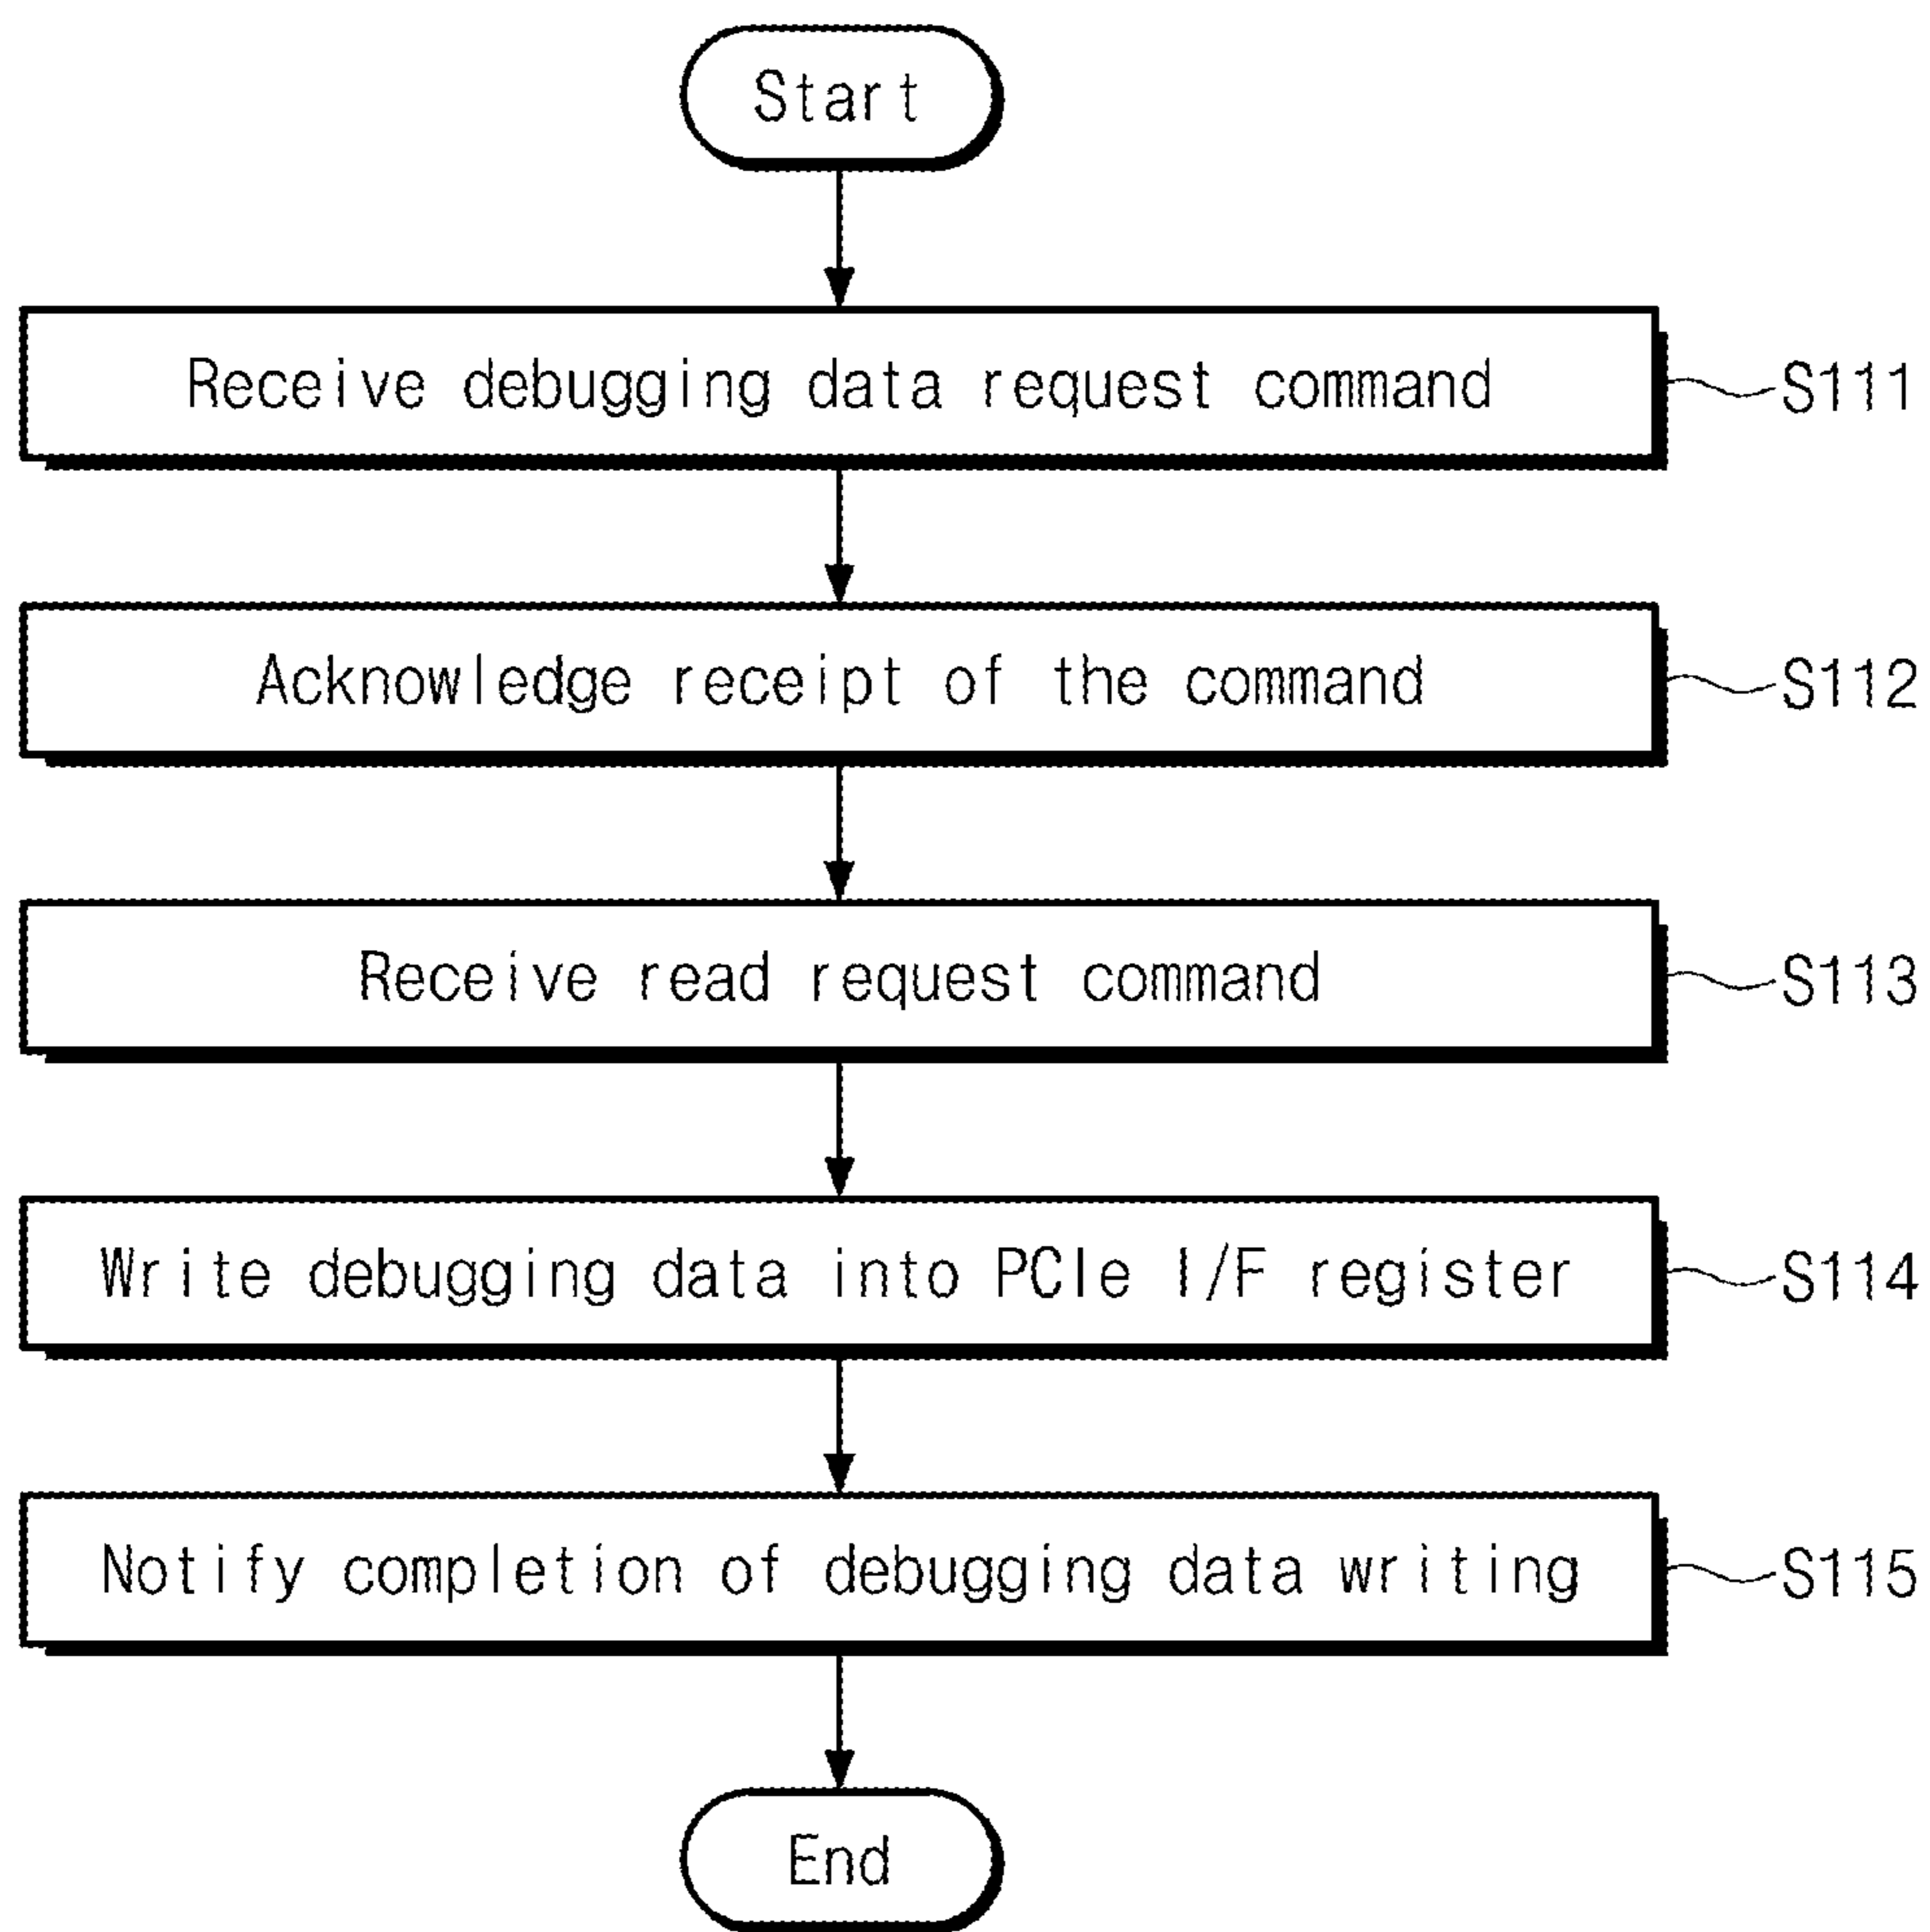 Start
Receive debugging data request command
S111
Acknowledge receipt of the command
S112
Receive read request command
S113
Write debugging data into PCIe I/F register
S114
Notify completion of debugging data writing
S115
End